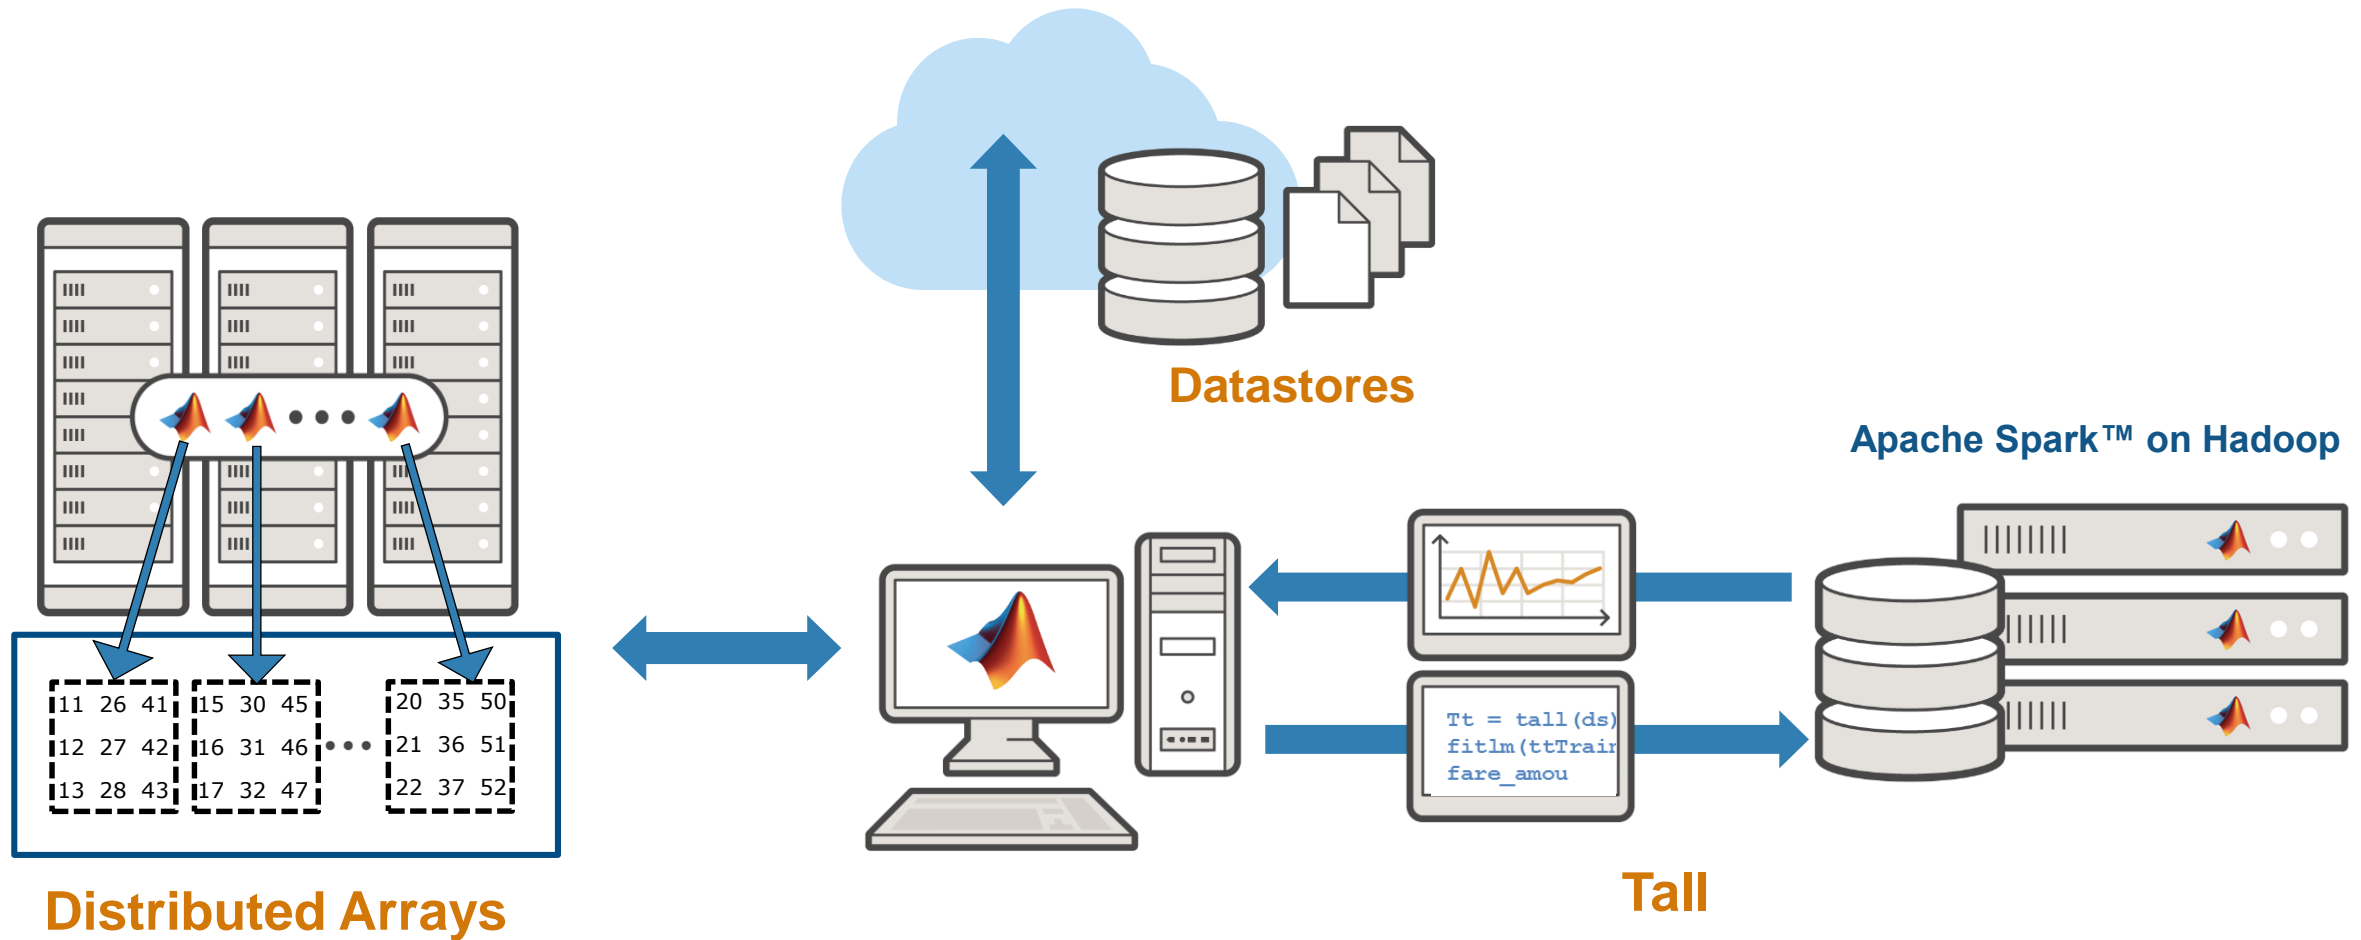 Datastores
Apache Spark™ on Hadoop
11 26 41 15 30 45 20 35 50
12 27 42 16 31 46 21 36 51
13 28 43 17 32 47 22 37 52
Tt = tall(ds)
fitlm(ttTrain
fare_amou
Tall
Distributed Arrays